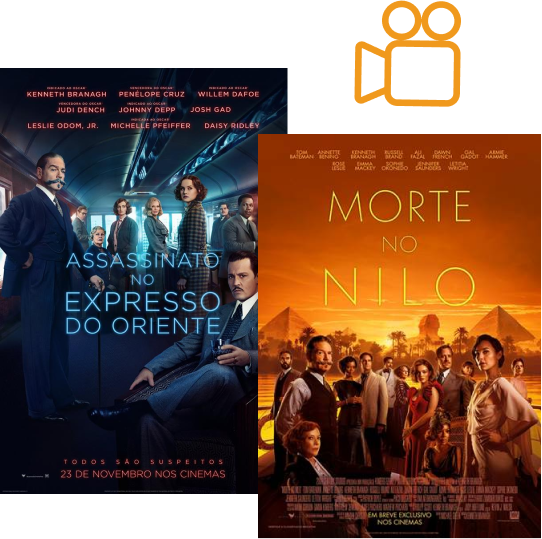 INDICADO AO OSCAR VENCEDORA DO OSCAR INDICADO AO OSCAR
KENNETH BRANAGH PENÉLOPE CRUZ WILLEM DAFOE
VENCEDORA DO OSCAR INDICADO AO OSCAR
JUDI DENCH JOHNNY DEPP JOSH GAD
INDICADA AO OSCAR
LESLIE ODOM, JR. MICHELLE PFEIFFER DAISY RIDLEY
ASSASSINATO
NO
EXPRESSO
DO ORIENTE
TODOS SÃO SUSPEITOS
23 DE NOVEMBRO NOS CINEMAS
TOM BATEMAN ANNETTE BENING KENNETH BRANAGH RUSSELL BRAND ALI FAZAL DAWN FRENCH GAL GADOT ARMIE HAMMER
ROSE LESLIE EMMA MACKEY SOPHIE OKONEDO JENNIFER SAUNDERS LETITIA WRIGHT
MORTE
NO
NILO
EM BREVE EXCLUSIVO
NOS CINEMAS